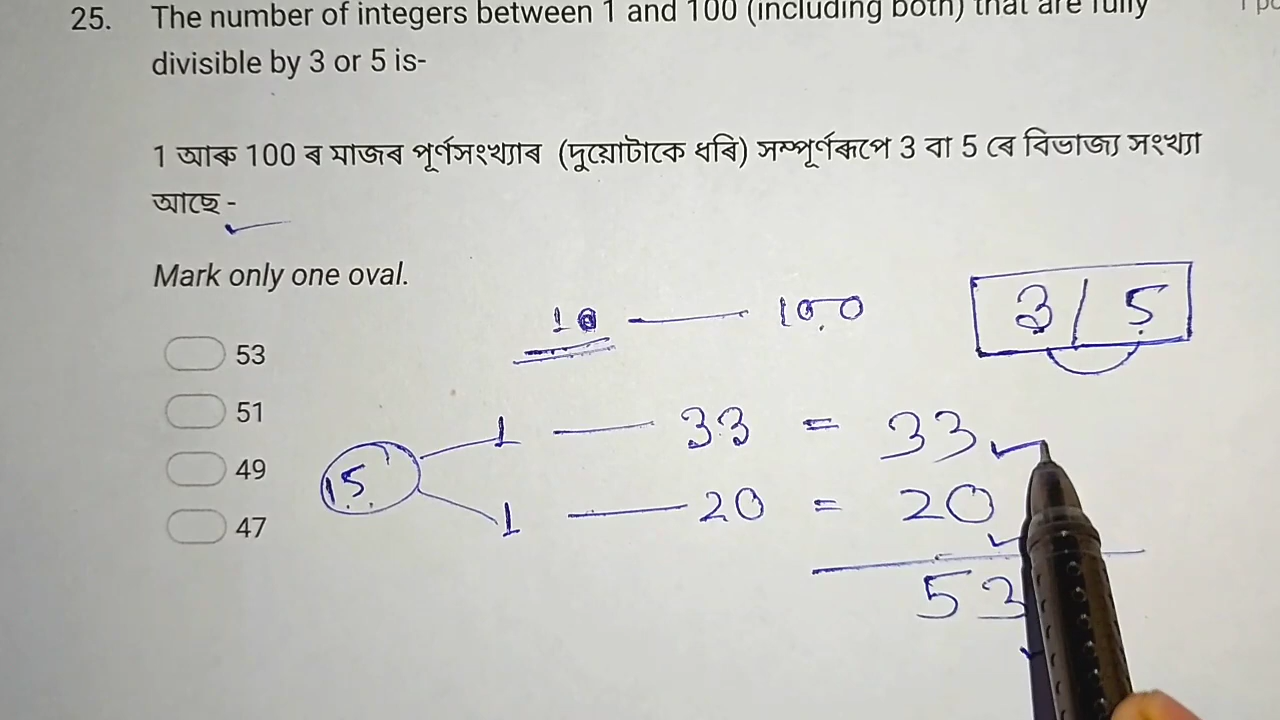 25. The number of integers between 1 and 100 (including both) that are fully
divisible by 3 or 5 is-
1 আৰু 100 ৰ মাজৰ পূৰ্ণসংখ্যাৰ (দুয়োটাকে ধৰি) সম্পূৰ্ণৰূপে 3 বা 5 ৰে বিভাজ্য সংখ্যা
আছে -
Mark only one oval.
53
51
49
47
10 — 100
3/5
15
1 — 33 = 33
1 — 20 = 20
53